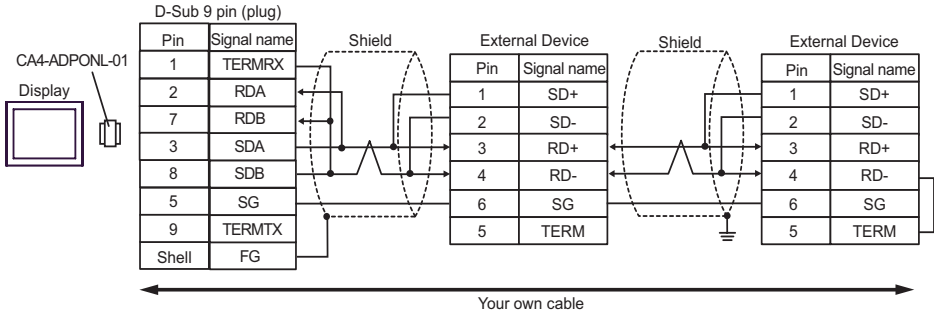 D-Sub 9 pin (plug)
CA4-ADPONL-01
Display
Pin Signal name
1 TERMRX
2 RDA
7 RDB
3 SDA
8 SDB
5 SG
9 TERMTX
Shell FG
Shield
External Device
Pin Signal name
1 SD+
2 SD-
3 RD+
4 RD-
6 SG
5 TERM
Shield
External Device
Pin Signal name
1 SD+
2 SD-
3 RD+
4 RD-
6 SG
5 TERM
Your own cable